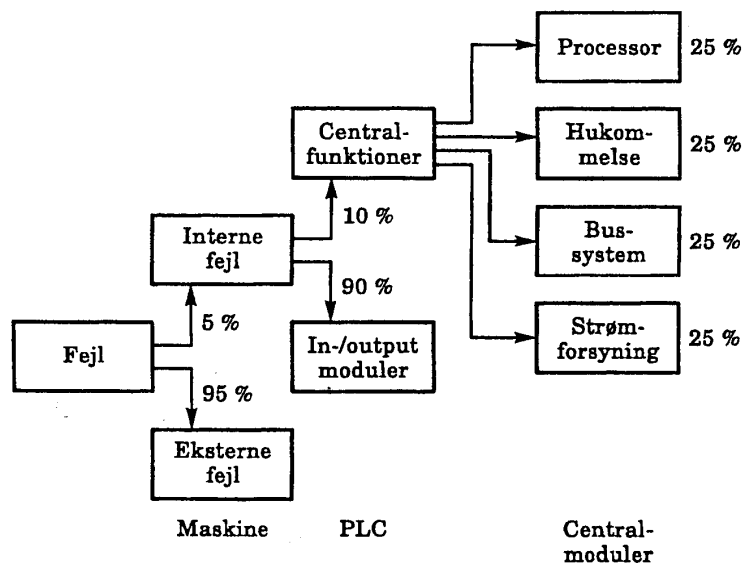 Processor
25 %
Central-
funktioner
Hukom-
melse
25 %
10 %
Interne
fejl
Bus-
system
25 %
90 %
5 %
Fejl
In-/output
moduler
Strøm-
forsyning
25 %
95 %
Eksterne
fejl
Maskine
PLC
Central-
moduler